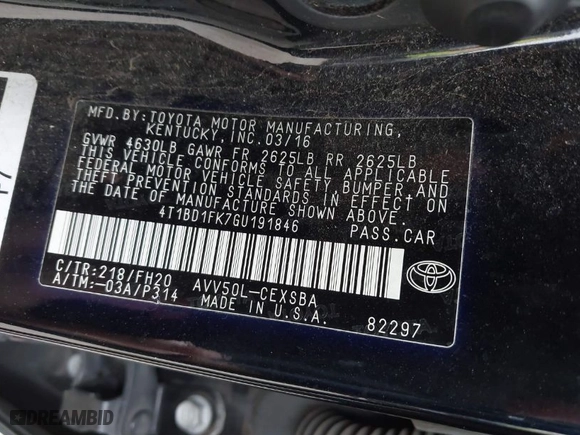 MFD. BY: TOYOTA MOTOR MANUFACTURING,
KENTUCKY, INC. 03/16
GVWR 4630LB GAWR FR 2625LB RR 2625LB
THIS VEHICLE CONFORMS TO ALL APPLICABLE
FEDERAL MOTOR VEHICLE SAFETY, BUMPER, AND
THEFT PREVENTION STANDARDS IN EFFECT ON
THE DATE OF MANUFACTURE SHOWN ABOVE.
4T1BD1FK7GU191846 PASS. CAR
C/TR: 218/FH20 AVV50L-CEXSBA
A/TM: -03A/P314 MADE IN U.S.A.
82297
DREAMBID